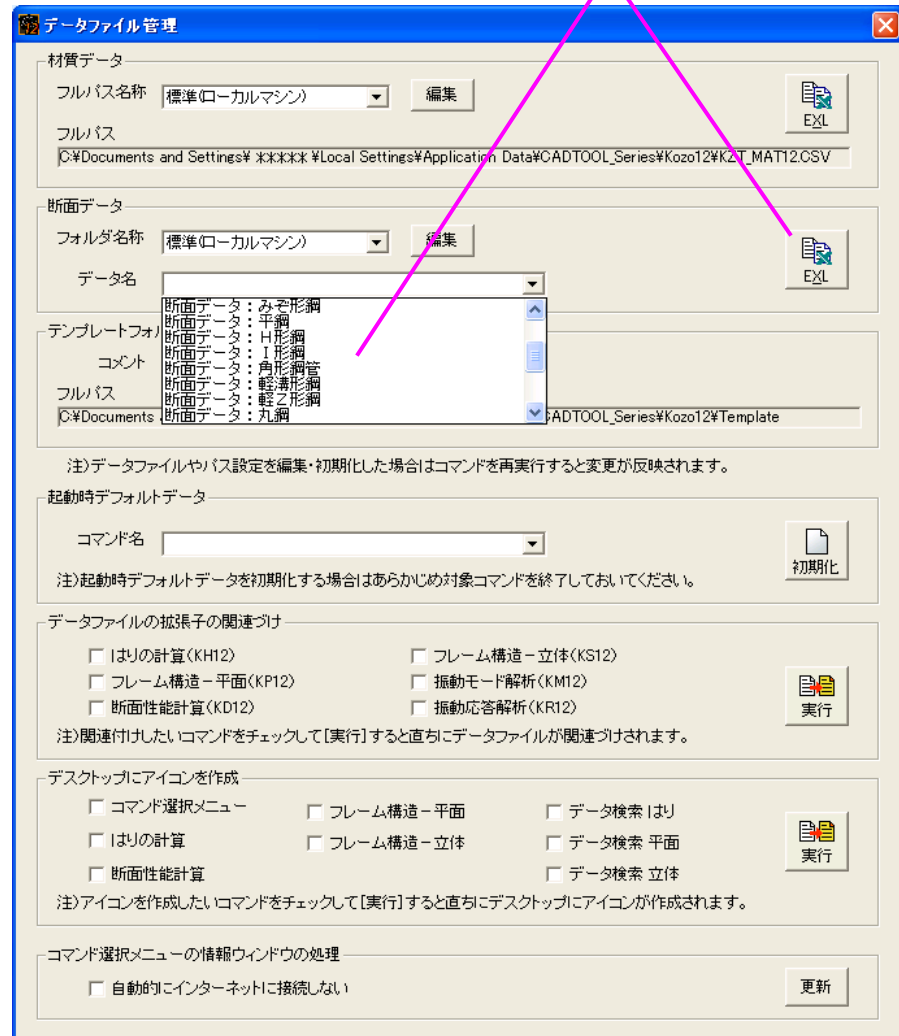 データファイル管理
材質データ
フルパス名称 標準(ローカルマシン) 編集
EXL
フルパス
C:¥Documents and Settings¥ ***** ¥Local Settings¥Application Data¥CADTOOL_Series¥Kozo12¥KZT_MAT12.CSV
断面データ
フォルダ名称 標準(ローカルマシン) 編集
EXL
データ名
断面データ：みぞ形鋼
断面データ：平鋼
断面データ：Ｈ形鋼
断面データ：Ｉ形鋼
断面データ：角形鋼管
断面データ：軽溝形鋼
断面データ：軽Ｚ形鋼
断面データ：丸鋼
テンプレートフォル
コメント
フルパス
C:¥Documents CADTOOL_Series¥Kozo12¥Template
注)データファイルやパス設定を編集・初期化した場合はコマンドを再実行すると変更が反映されます。
起動時デフォルトデータ
コマンド名
初期化
注)起動時デフォルトデータを初期化する場合はあらかじめ対象コマンドを終了しておいてください。
データファイルの拡張子の関連づけ
はりの計算(KH12) フレーム構造－立体(KS12)
フレーム構造－平面(KP12) 振動モード解析(KM12)
断面性能計算(KD12) 振動応答解析(KR12)
実行
注)関連付けしたいコマンドをチェックして[実行]すると直ちにデータファイルが関連づけされます。
デスクトップにアイコンを作成
コマンド選択メニュー フレーム構造－平面 データ検索 はり
はりの計算 フレーム構造－立体 データ検索 平面
断面性能計算 データ検索 立体
実行
注)アイコンを作成したいコマンドをチェックして[実行]すると直ちにデスクトップにアイコンが作成されます。
コマンド選択メニューの情報ウィンドウの処理
自動的にインターネットに接続しない 更新